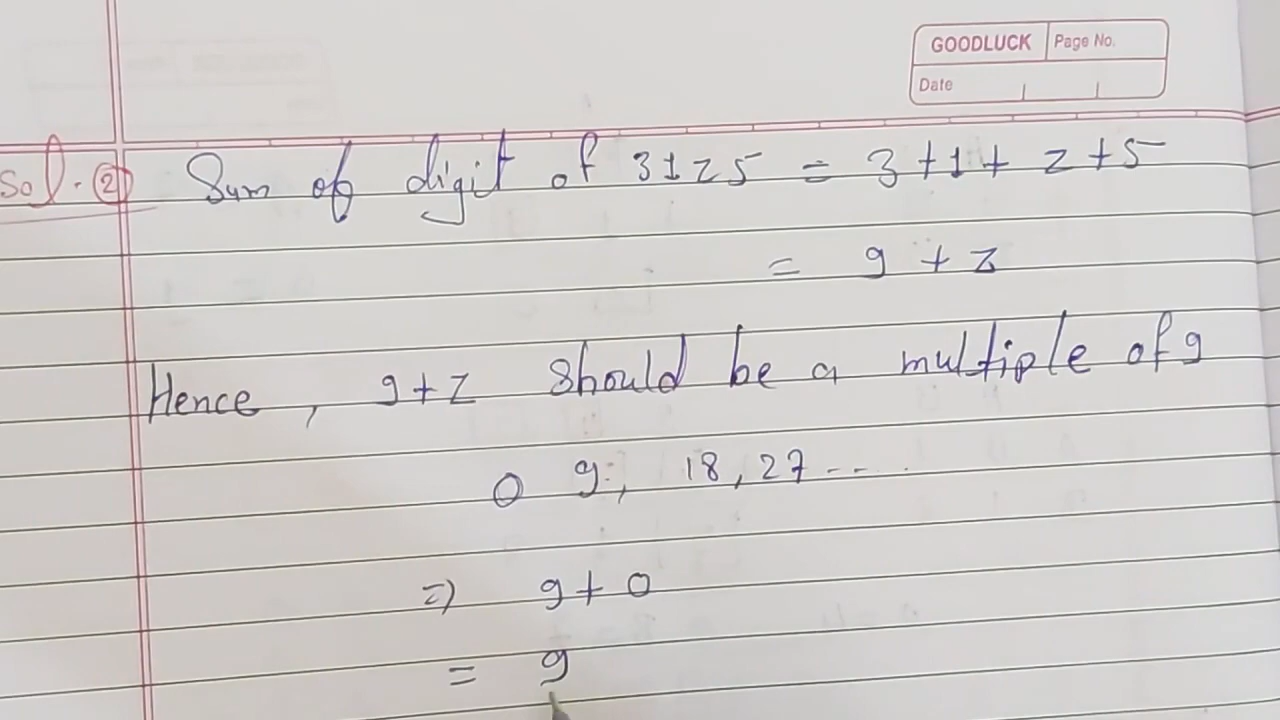 GOODLUCK Page No.
Date
Sol. 2 Sum of digit of 31z5 = 3+1+z+5
= 9 + z
Hence, 9+z should be a multiple of 9
0 9, 18, 27 -- .
=) 9+0
= 9